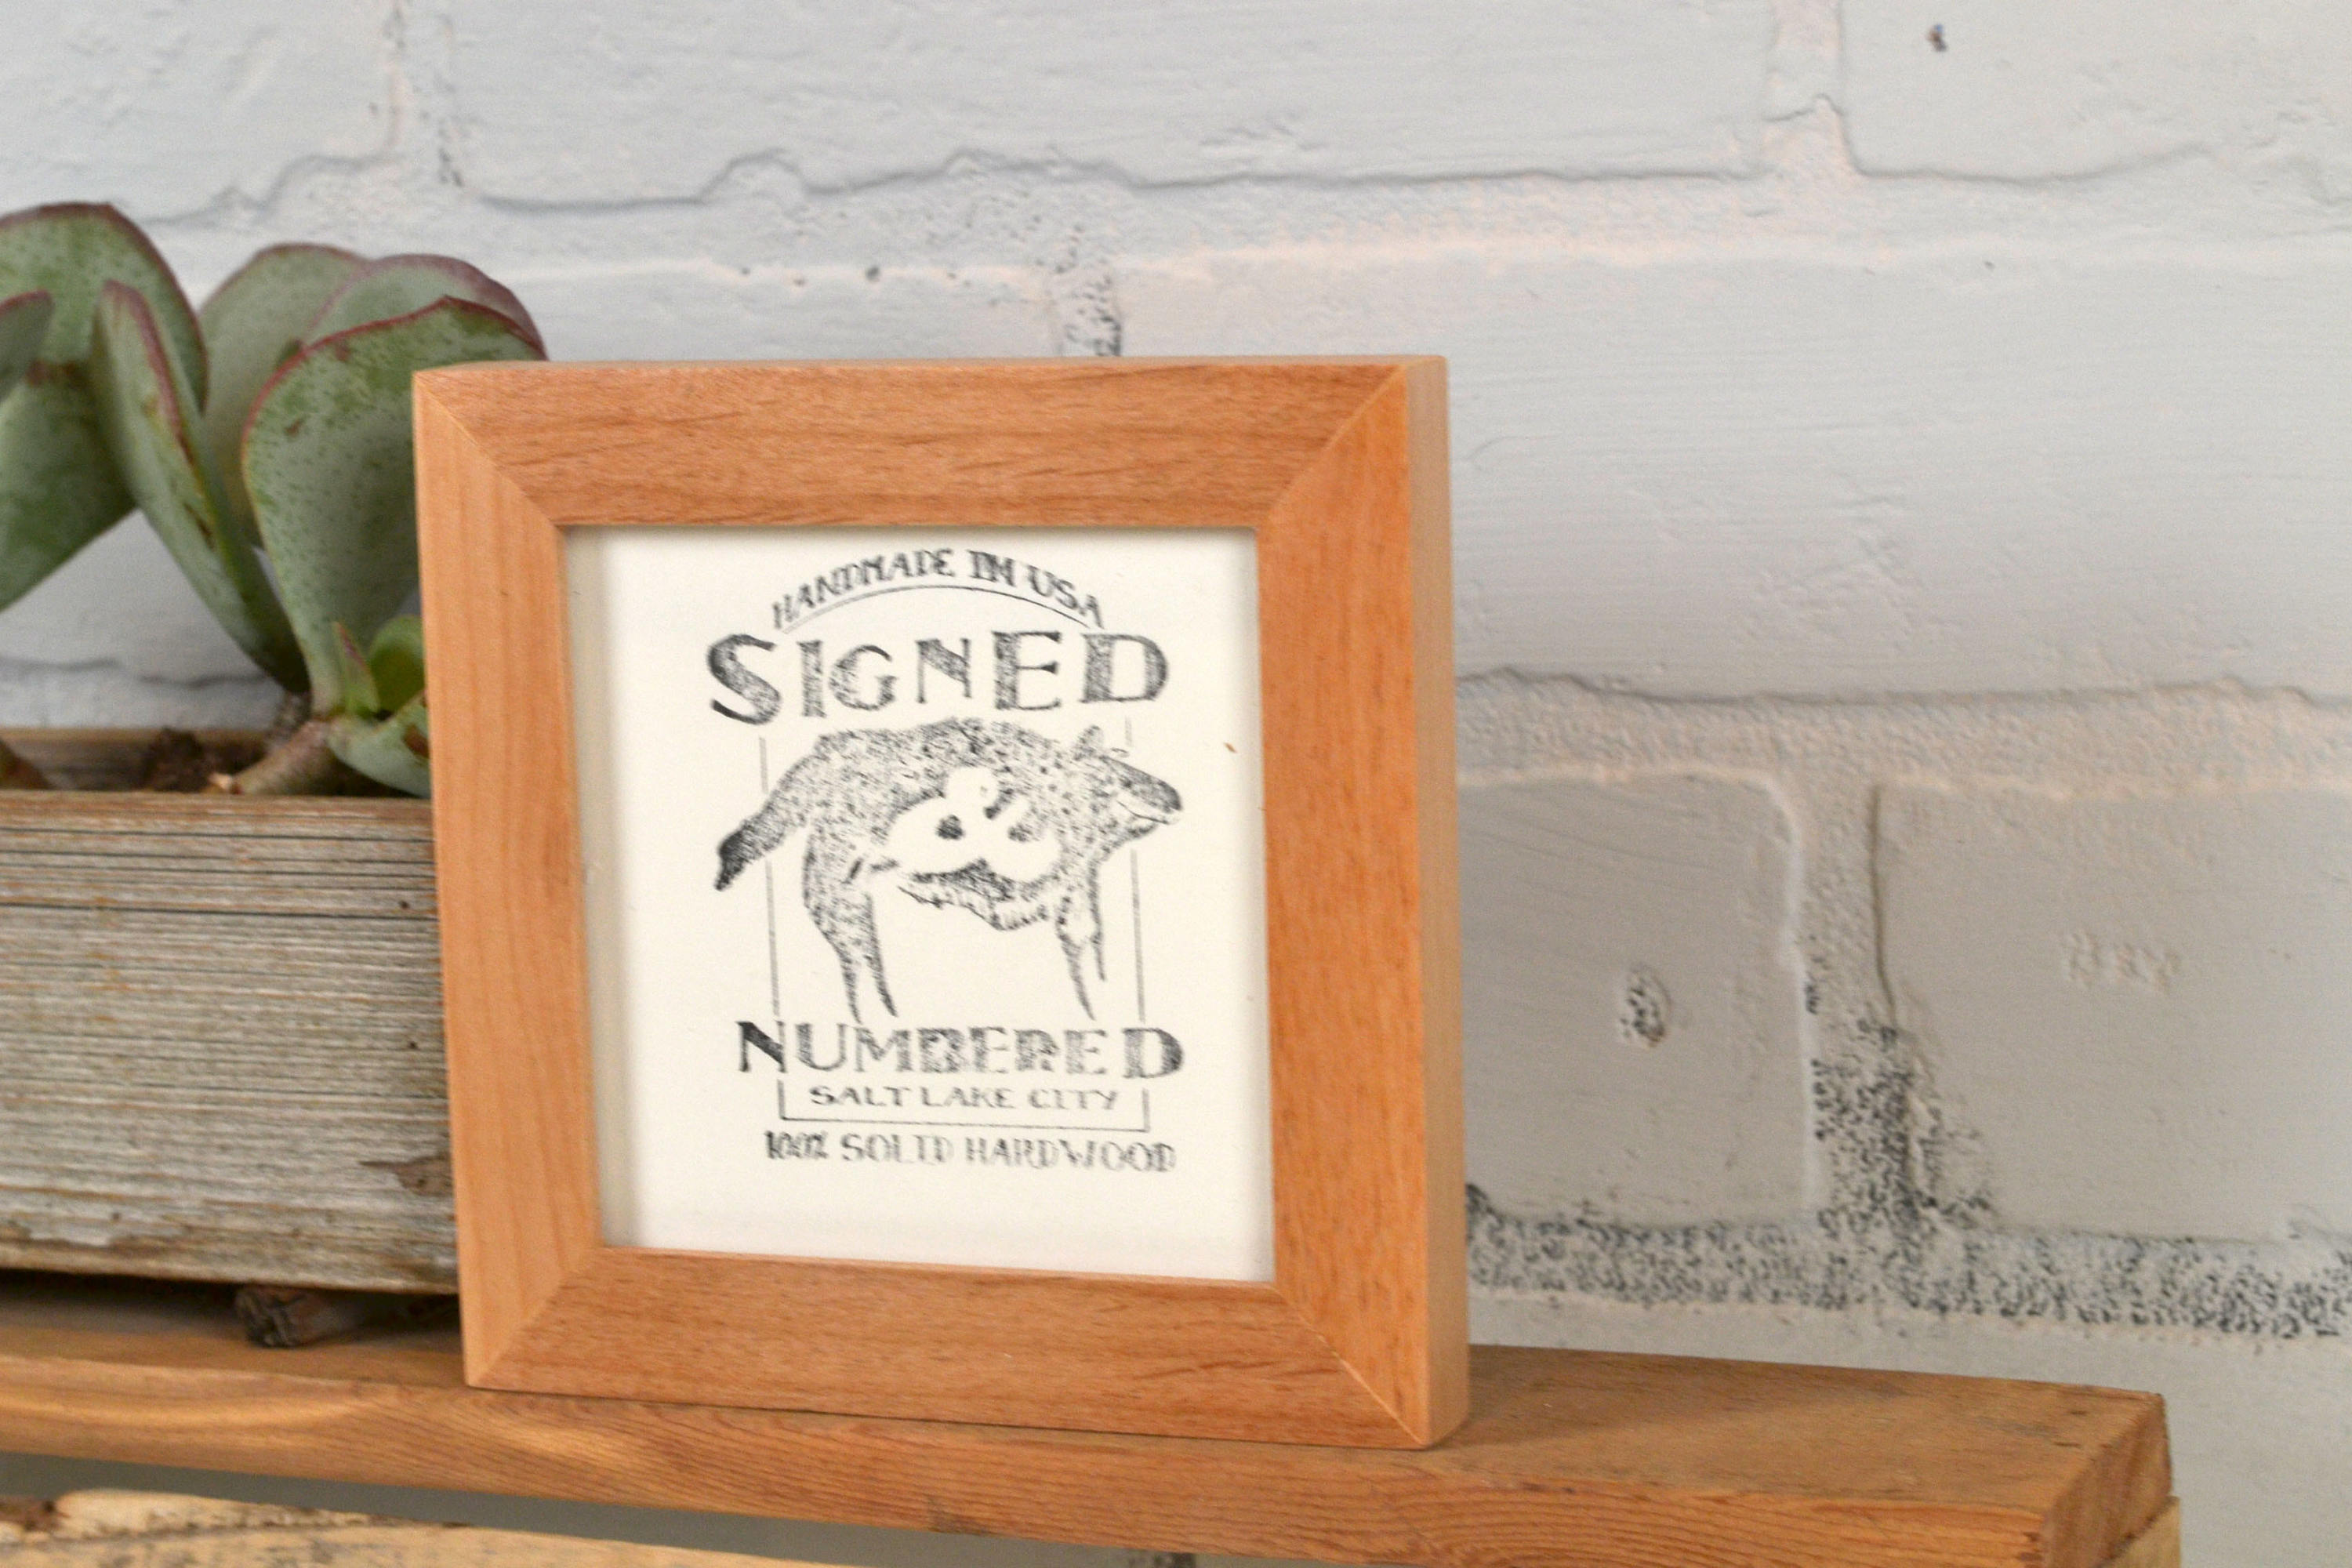 HANDMADE IN USA
SIGNED
NUMBERED
SALT LAKE CITY
100% SOLID HARDWOOD